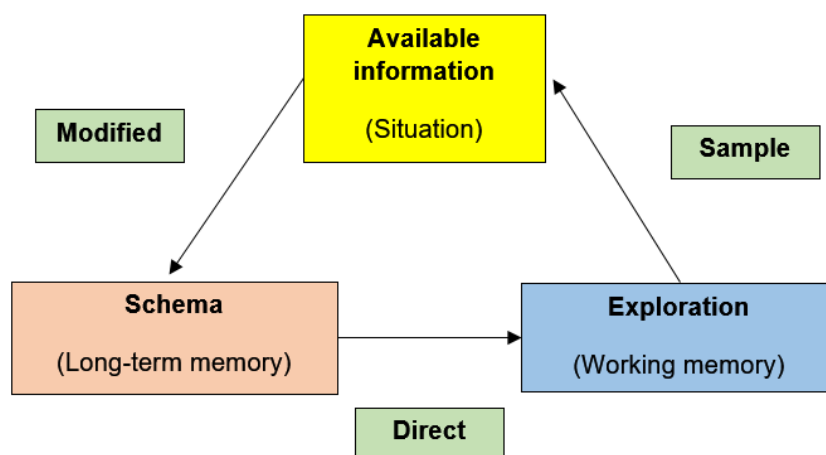 Available
information
(Situation)
Modified
Sample
Schema
(Long-term memory)
Exploration
(Working memory)
Direct